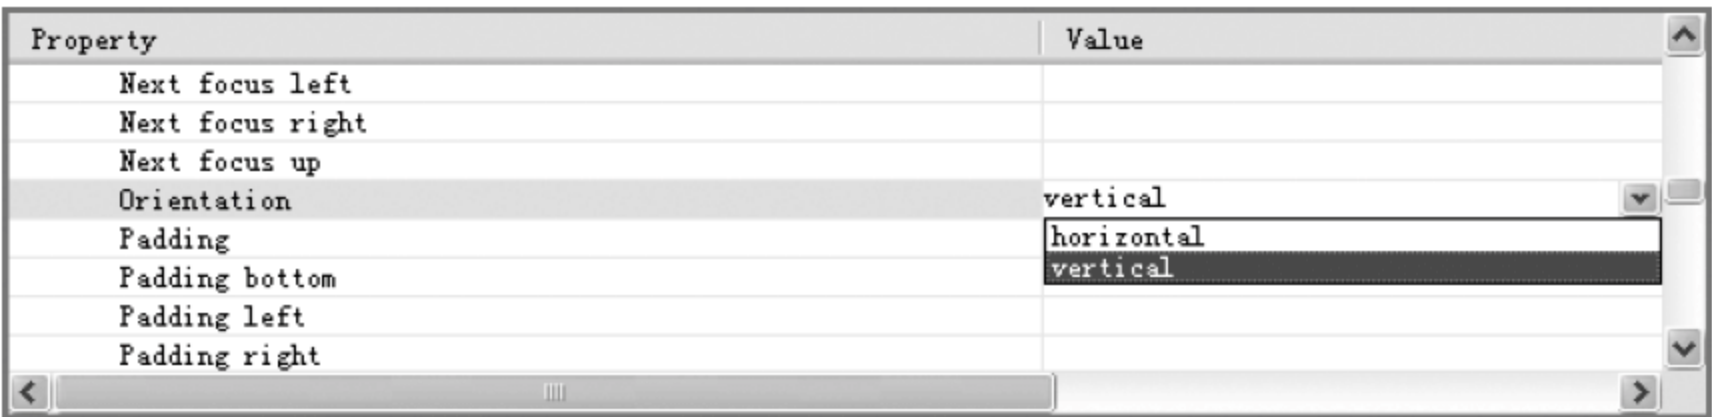 Property Value
Next focus left
Next focus right
Next focus up
Orientation vertical
Padding horizontal
vertical
Padding bottom
Padding left
Padding right